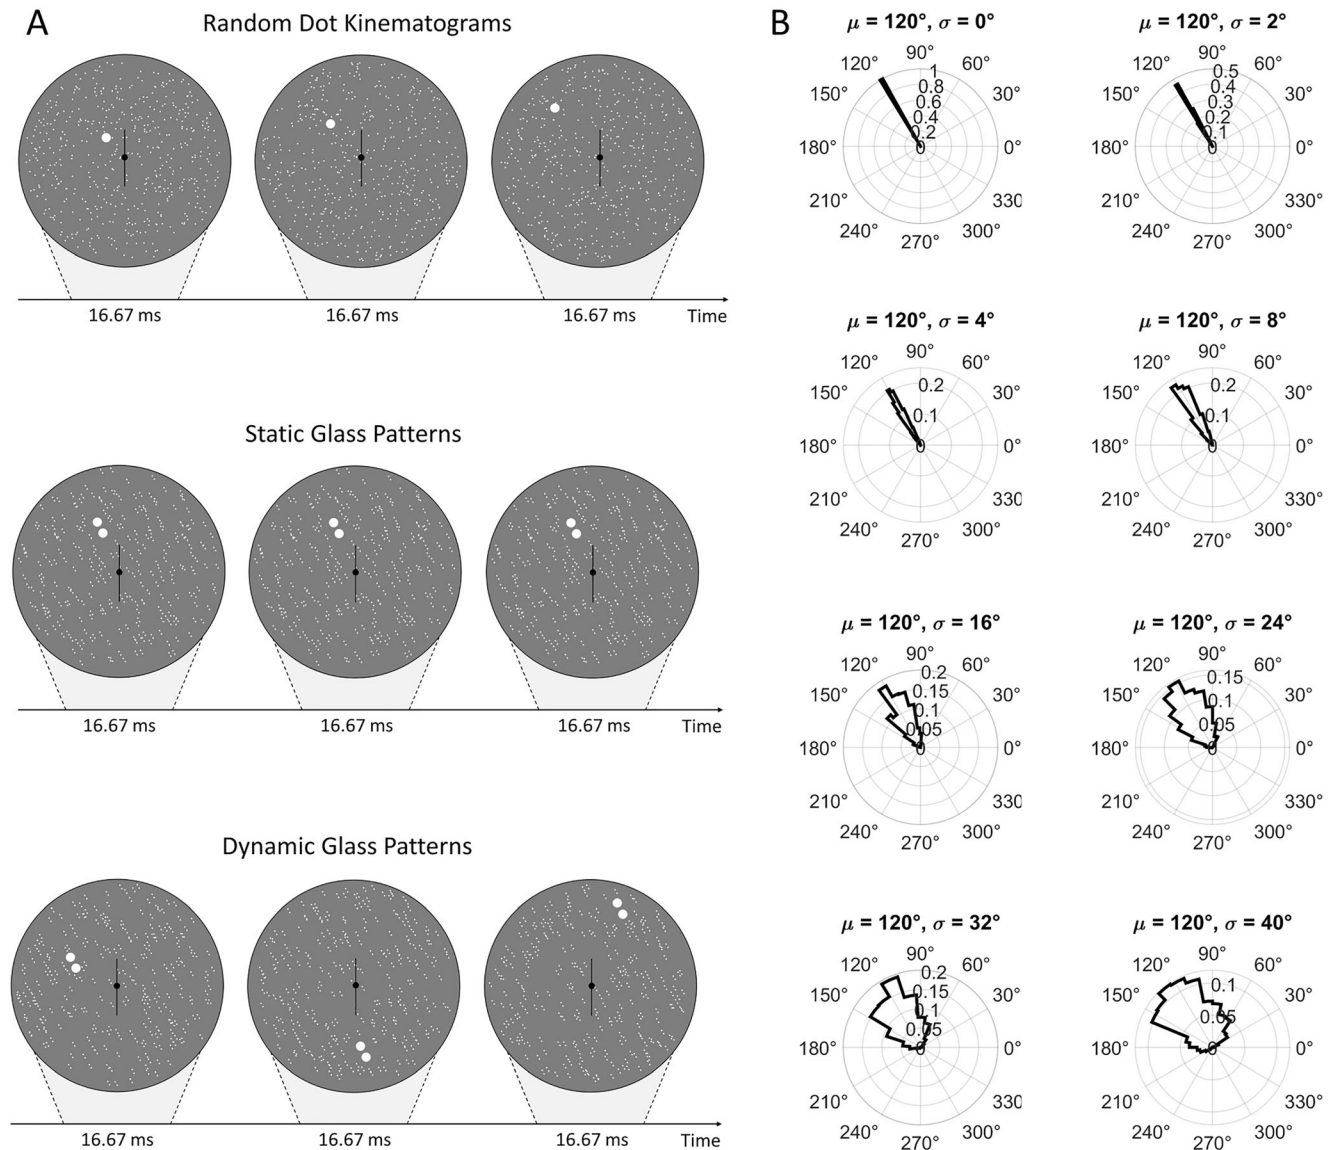 A
Random Dot Kinematograms
16.67 ms
16.67 ms
16.67 ms
Time
Static Glass Patterns
16.67 ms
16.67 ms
16.67 ms
Time
Dynamic Glass Patterns
16.67 ms
16.67 ms
16.67 ms
Time
B
μ = 120°, σ = 0°
90°
120° 60°
1
0.8
150° 30°
0.6
0.4
0.2
180° 0 0°
210° 330
240° 300°
270°
μ = 120°, σ = 2°
90°
120° 60°
0.5
0.4
150° 30°
0.3
0.2
0.1
180° 0 0°
210° 330°
240° 300°
270°
μ = 120°, σ = 4°
90°
120° 60°
0.2
150° 30°
0.1
180° 0 0°
210° 330
240° 300°
270°
μ = 120°, σ = 8°
90°
120° 60°
0.2
150° 30°
0.1
180° 0 0°
210° 330°
240° 300°
270°
μ = 120°, σ = 16°
90°
120° 60°
0.2
0.15
150° 30°
0.1
0.05
180° 0 0°
210° 330
240° 300°
270°
μ = 120°, σ = 24°
90°
120° 60°
0.15
150° 30°
0.1
0.05
180° 0 0°
210° 330°
240° 300°
270°
μ = 120°, σ = 32°
90°
120° 60°
0.2
0.15
150° 30°
0.1
0.05
180° 0 0°
210° 330
240° 300°
270°
μ = 120°, σ = 40°
90°
120° 60°
0.1
150° 30°
0.05
180° 0 0°
210° 330°
240° 300°
270°